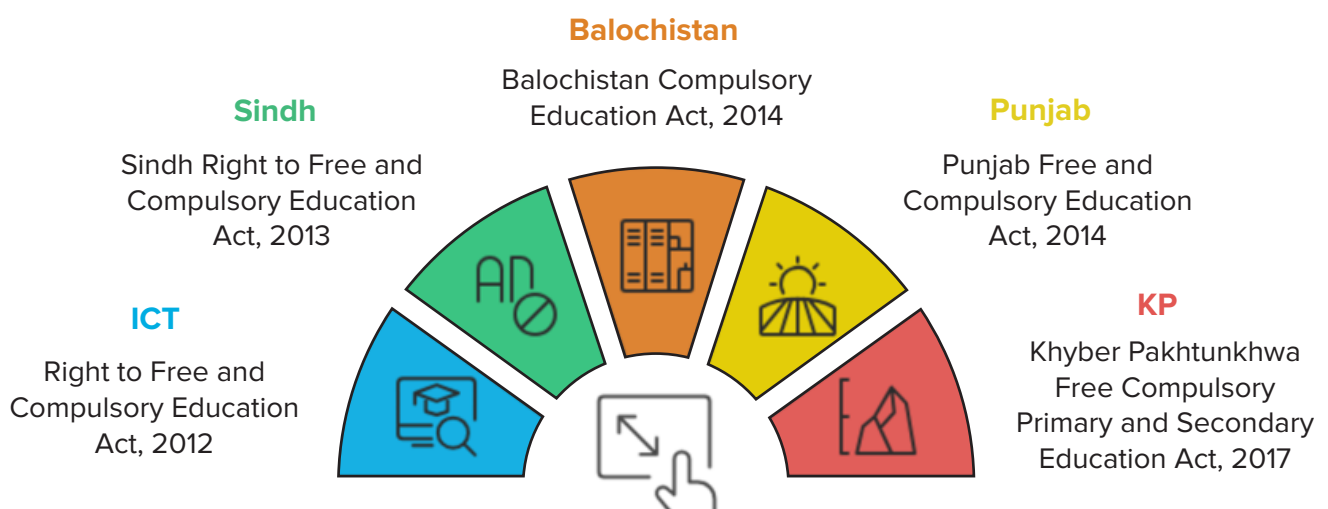 ICT
Right to Free and
Compulsory Education
Act, 2012
Sindh
Sindh Right to Free and
Compulsory Education
Act, 2013
Balochistan
Balochistan Compulsory
Education Act, 2014
Punjab
Punjab Free and
Compulsory Education
Act, 2014
KP
Khyber Pakhtunkhwa
Free Compulsory
Primary and Secondary
Education Act, 2017